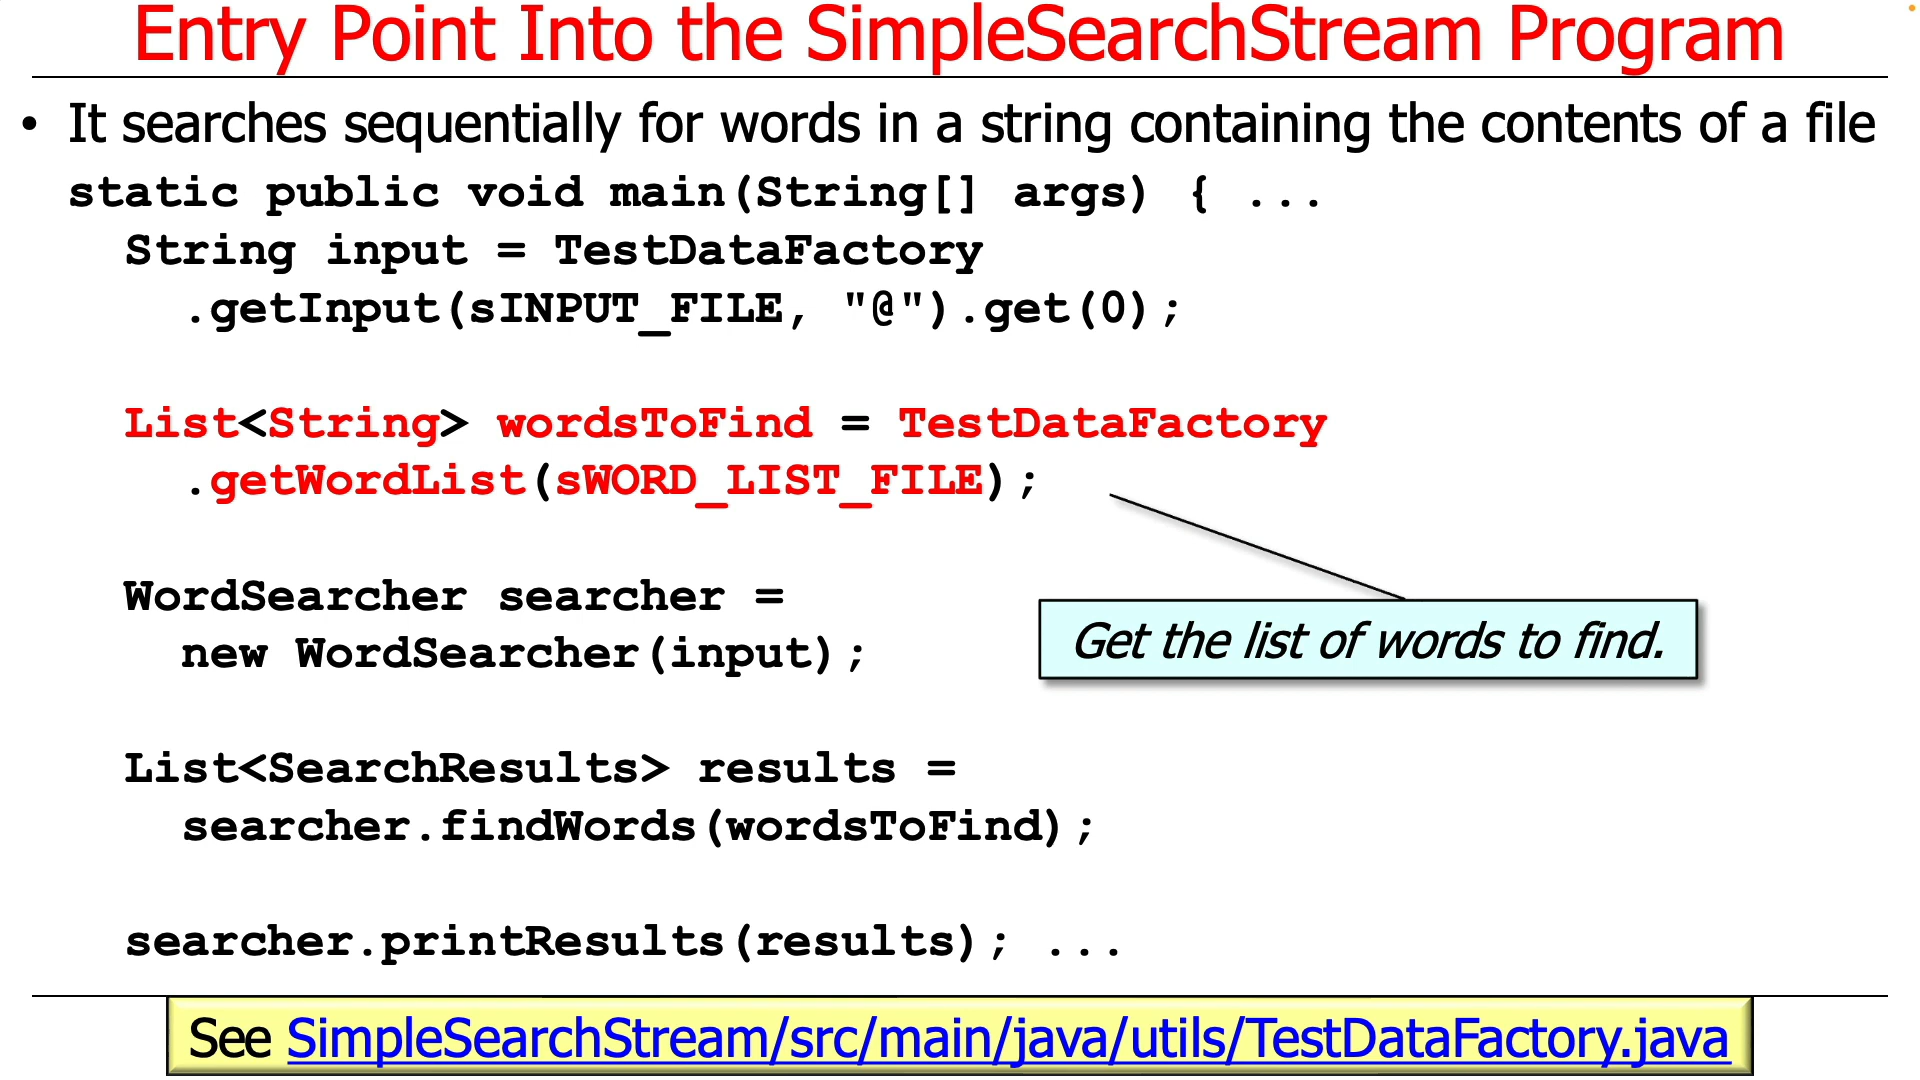 Entry Point Into the SimpleSearchStream Program
• It searches sequentially for words in a string containing the contents of a file
static public void main(String[] args) { ...
String input = TestDataFactory
.getInput(sINPUT_FILE, "@").get(0);
List<String> wordsToFind = TestDataFactory
.getWordList(sWORD_LIST_FILE);
WordSearcher searcher =
new WordSearcher(input);
Get the list of words to find.
List<SearchResults> results =
searcher.findWords(wordsToFind);
searcher.printResults(results); ...
See SimpleSearchStream/src/main/java/utils/TestDataFactory.java